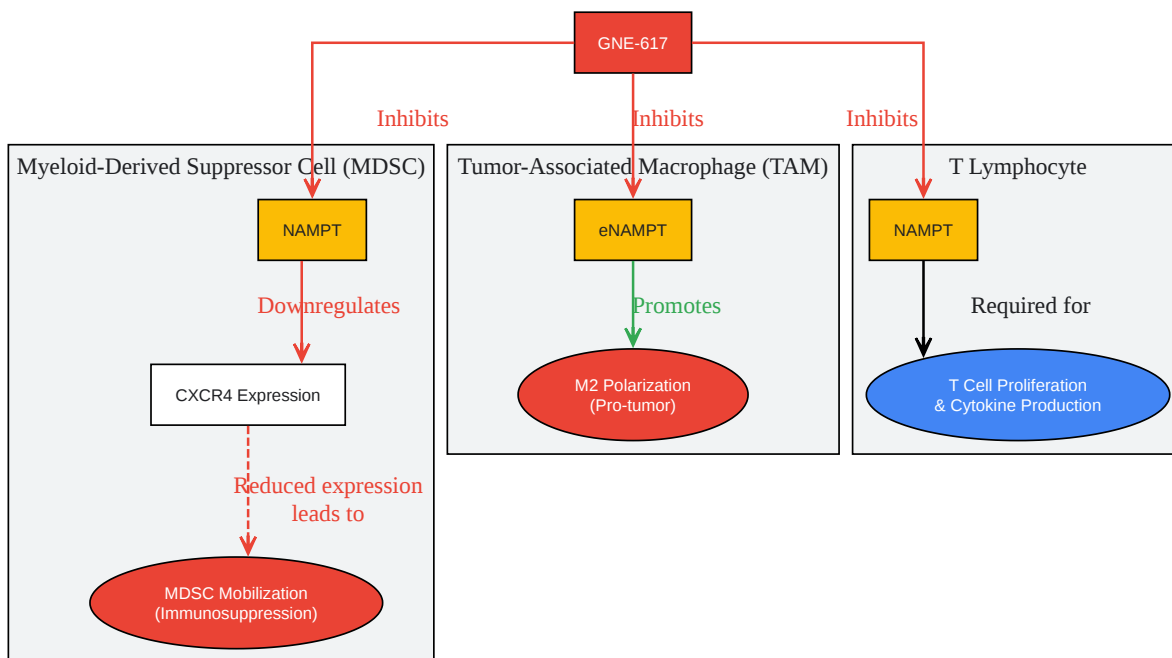 GNE-617
Inhibits
Inhibits
Inhibits
Myeloid-Derived Suppressor Cell (MDSC)
Tumor-Associated Macrophage (TAM)
T Lymphocyte
NAMPT
eNAMPT
NAMPT
Downregulates
Promotes
Required for
CXCR4 Expression
M2 Polarization
(Pro-tumor)
T Cell Proliferation
& Cytokine Production
Reduced expression
leads to
MDSC Mobilization
(Immunosuppression)